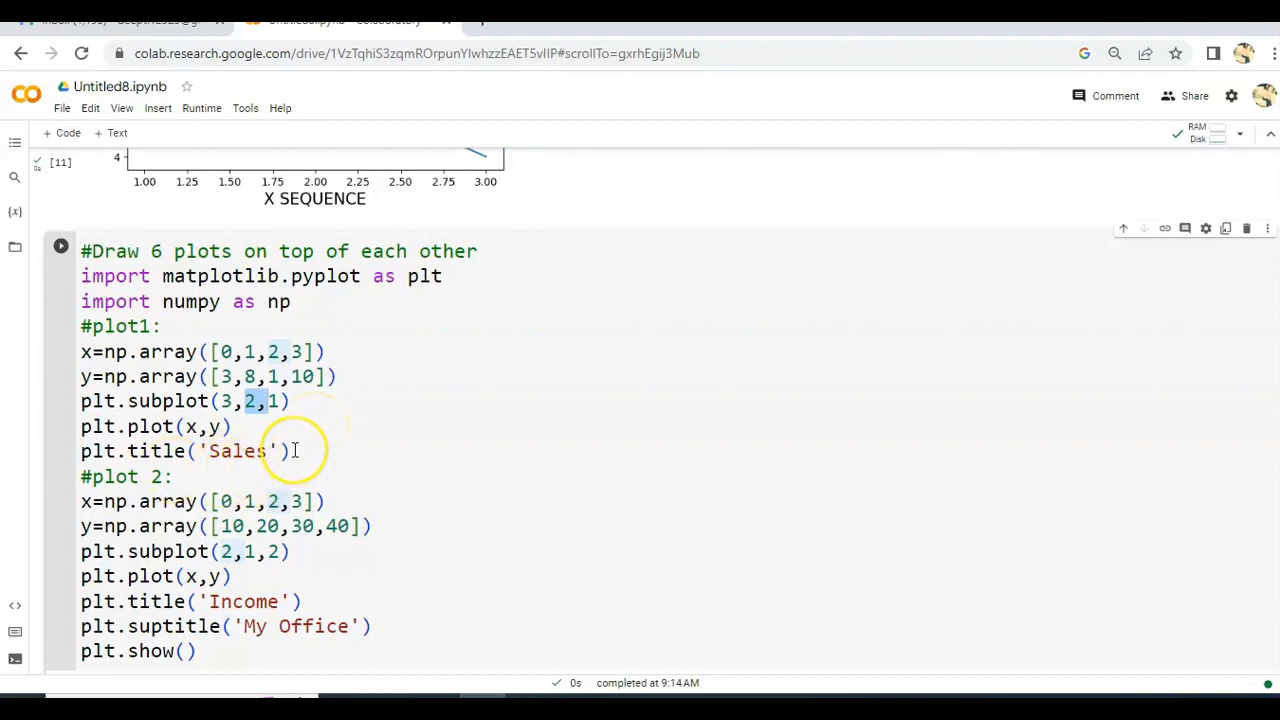 colab.research.google.com/drive/1VzTqhiS3zqmROrpunYlwhzzEAET5vIIP#scrollTo=gxrhEgij3Mub
Untitled8.ipynb
File Edit View Insert Runtime Tools Help
Comment Share
+ Code + Text
RAM
Disk
[11]
4
1.00 1.25 1.50 1.75 2.00 2.25 2.50 2.75 3.00
X SEQUENCE
#Draw 6 plots on top of each other
import matplotlib.pyplot as plt
import numpy as np
#plot1:
x=np.array([0,1,2,3])
y=np.array([3,8,1,10])
plt.subplot(3,2,1)
plt.plot(x,y)
plt.title('Sales')
#plot 2:
x=np.array([0,1,2,3])
y=np.array([10,20,30,40])
plt.subplot(2,1,2)
plt.plot(x,y)
plt.title('Income')
plt.suptitle('My Office')
plt.show()
0s completed at 9:14 AM